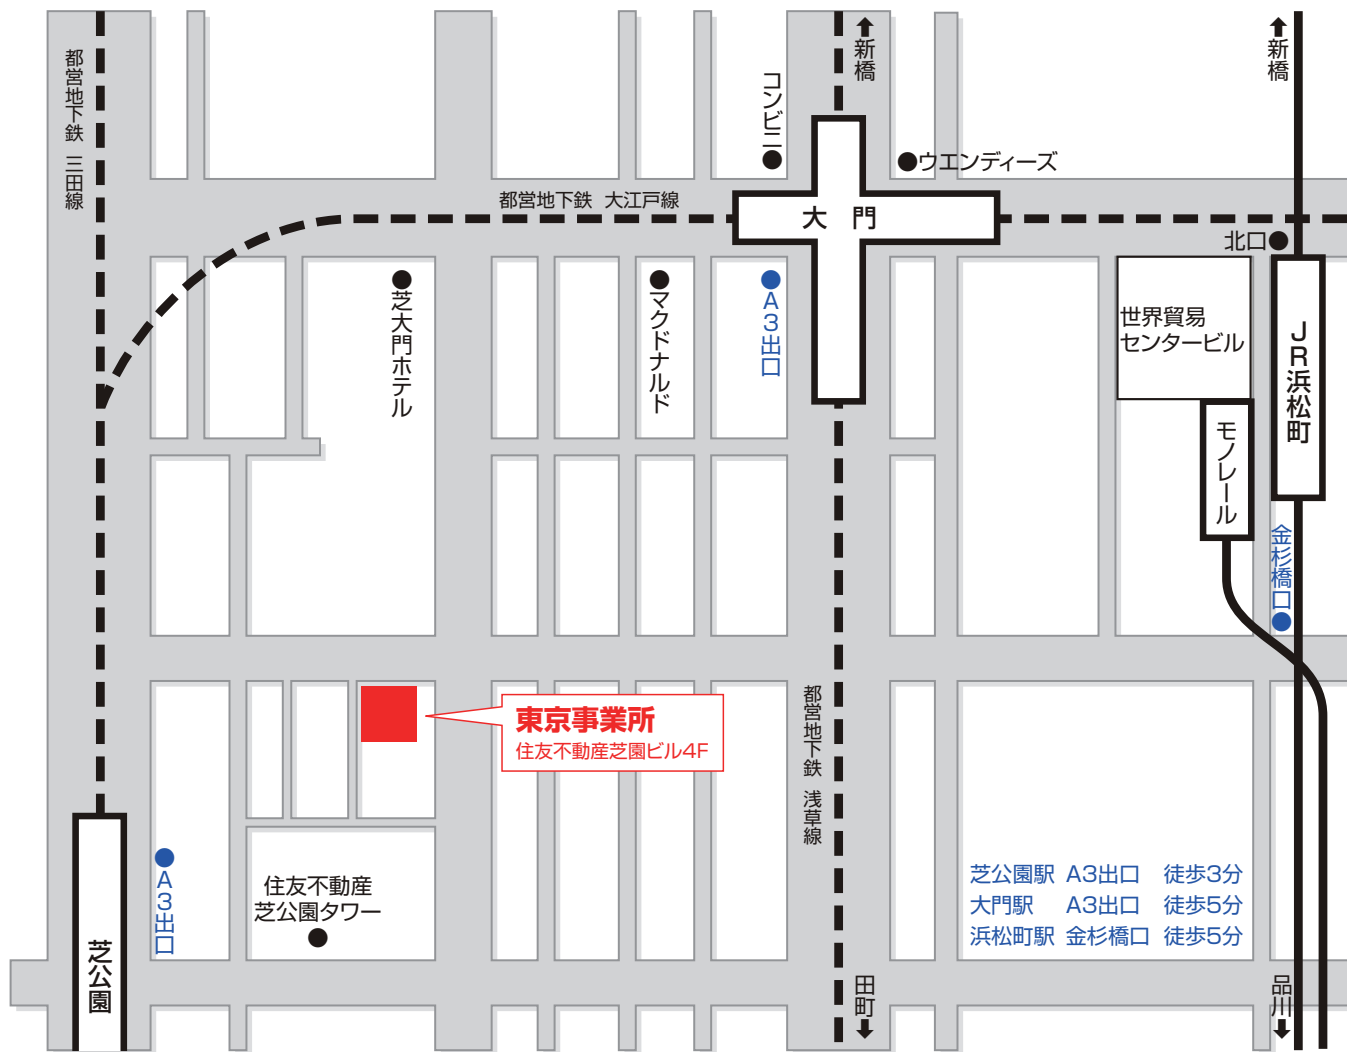 新橋
新橋
都営地下鉄 三田線
コンビニ
ウエンディーズ
都営地下鉄 大江戸線
大門
北口
芝大門ホテル
マクドナルド
A3出口
世界貿易
センタービル
JR浜松町
モノレール
金杉橋口
東京事業所
住友不動産芝園ビル4F
都営地下鉄 浅草線
A3出口
住友不動産
芝公園タワー
芝公園
芝公園駅 A3出口 徒歩3分
大門駅 A3出口 徒歩5分
浜松町駅 金杉橋口 徒歩5分
田町
品川